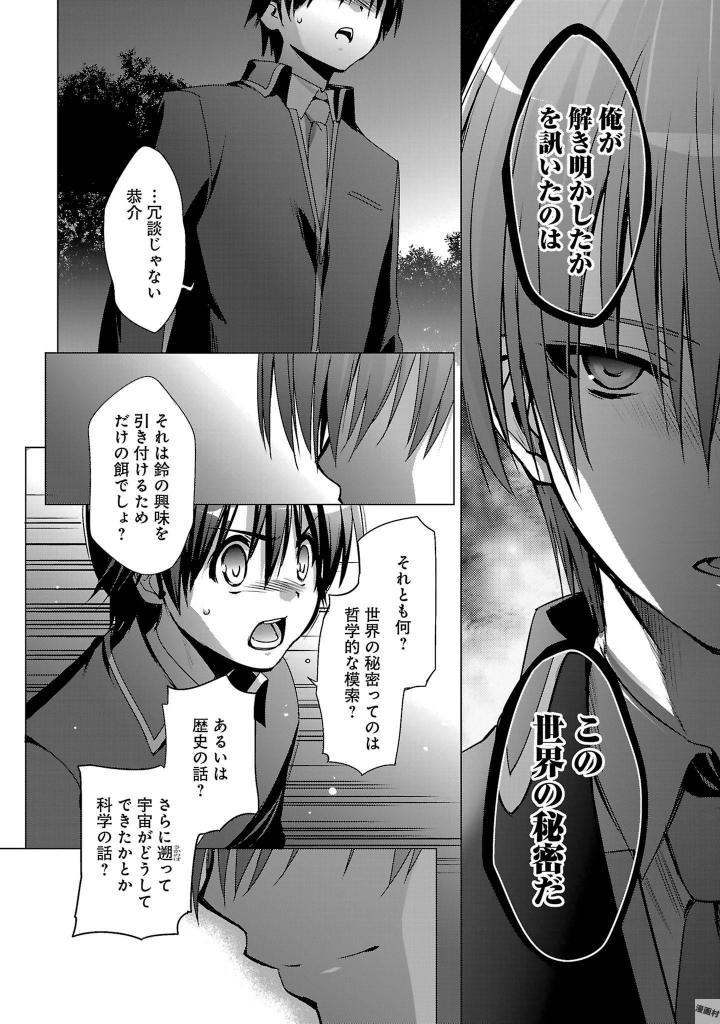 俺が
解き明かしたか
を訊いたのは
この
世界の秘密だ
…冗談じゃない
恭介
それは鈴の興味を
引き付けるため
だけの餌でしょ？
それとも何？
世界の秘密ってのは
哲学的な模索？
あるいは
歴史の話？
さらに遡って
宇宙がどうして
できたかとか
科学の話？
漫画村